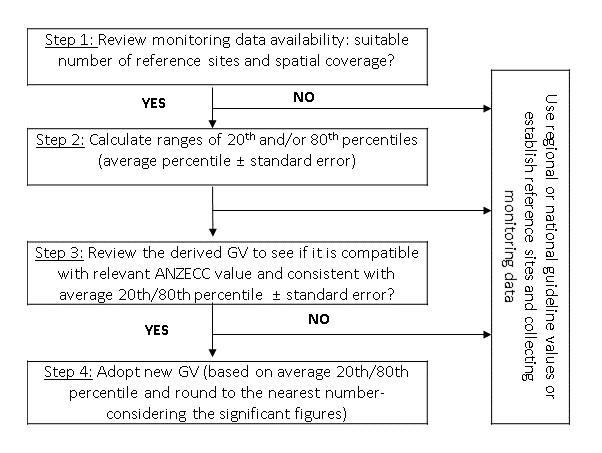 Step 1: Review monitoring data availability: suitable
number of reference sites and spatial coverage?
YES
NO
Step 2: Calculate ranges of 20th and/or 80th percentiles
(average percentile ± standard error)
Step 3: Review the derived GV to see if it is compatible
with relevant ANZECC value and consistent with
average 20th/80th percentile ± standard error?
YES
NO
Step 4: Adopt new GV (based on average 20th/80th
percentile and round to the nearest number-
considering the significant figures)
Use regional or national guideline values or
establish reference sites and collecting
monitoring data